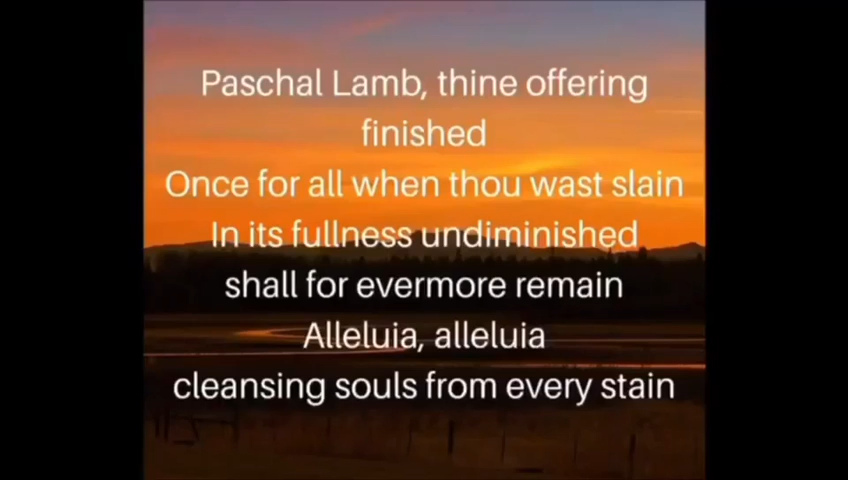 Paschal Lamb, thine offering
finished
Once for all when thou wast slain
In its fullness undiminished
shall for evermore remain
Alleluia, alleluia
cleansing souls from every stain